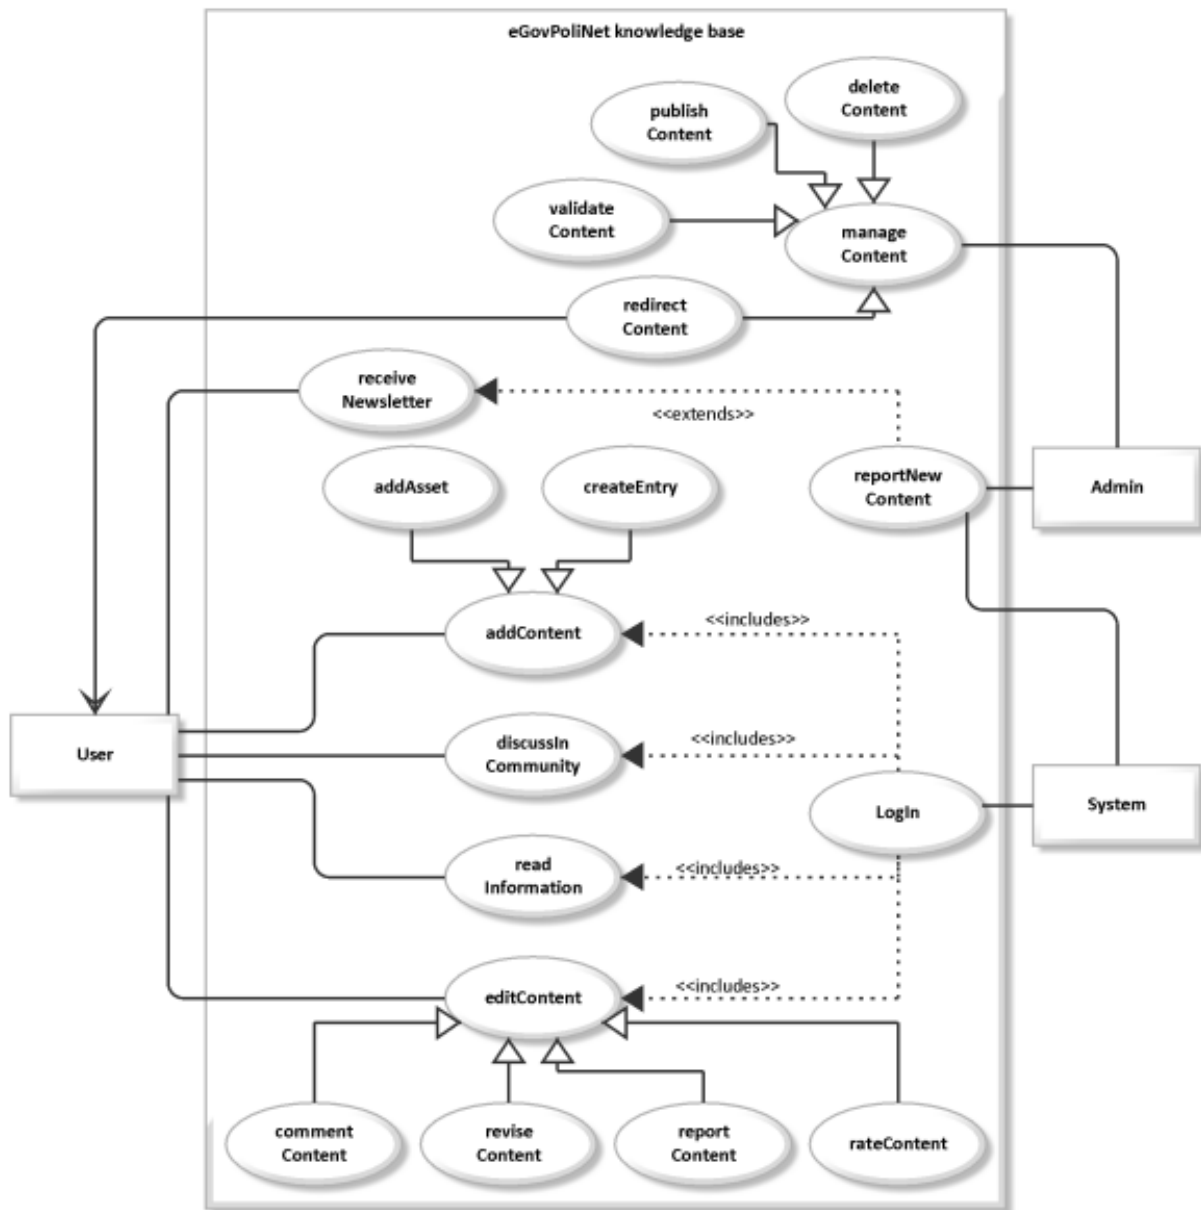 eGovPoliNet knowledge base
delete
Content
publish
Content
validate
Content
manage
Content
redirect
Content
receive
Newsletter
<<extends>>
addAsset
createEntry
reportNew
Content
Admin
addContent
<<includes>>
User
discussIn
Community
<<includes>>
LogIn
System
read
Information
<<includes>>
editContent
<<includes>>
comment
Content
revise
Content
report
Content
rateContent